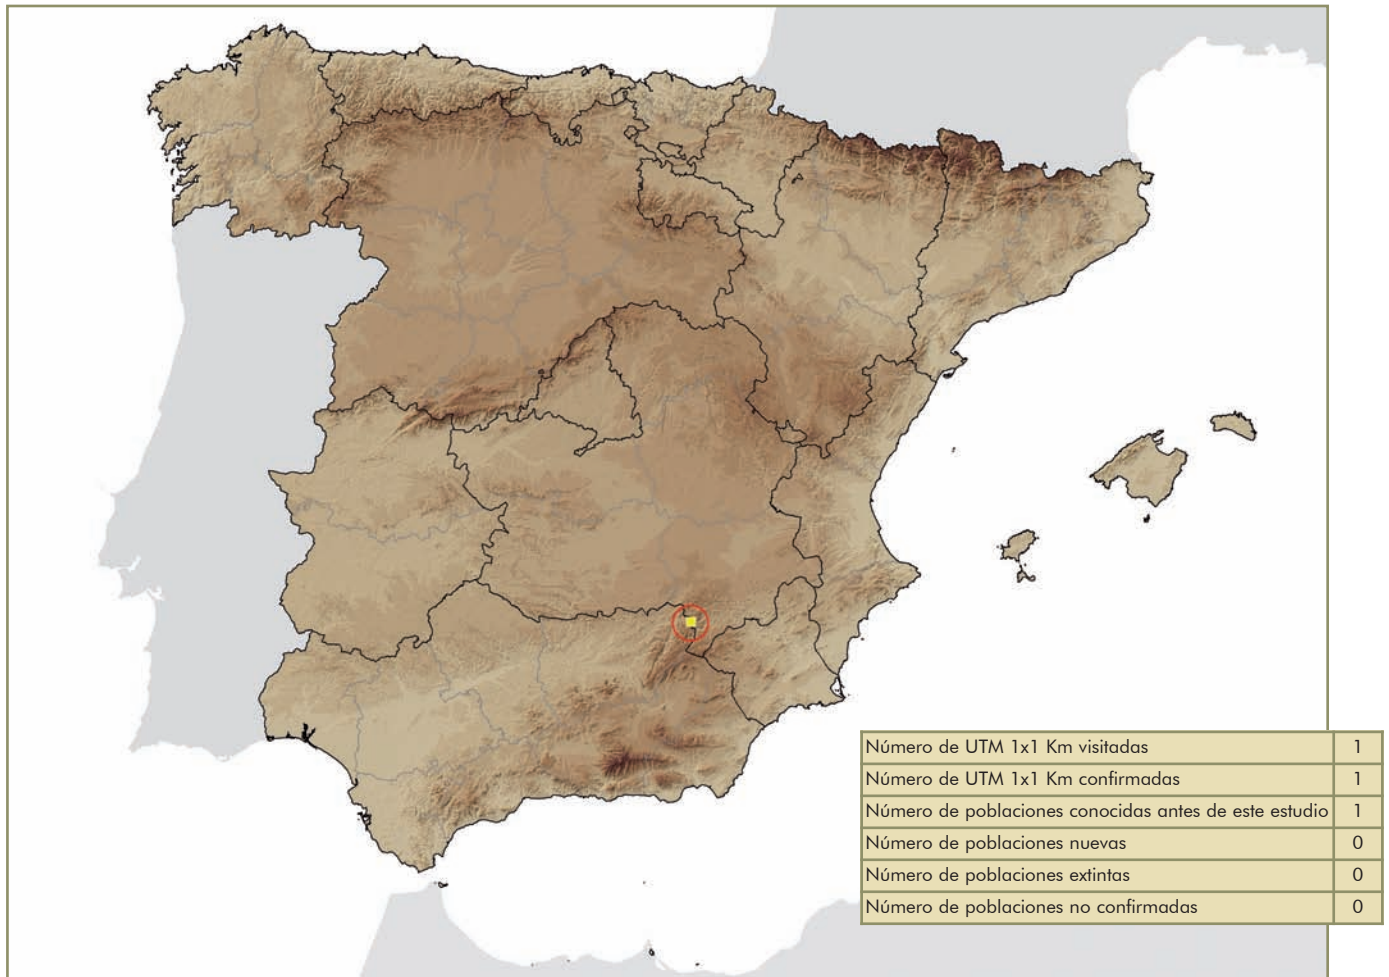 Número de UTM 1x1 Km visitadas 1
Número de UTM 1x1 Km confirmadas 1
Número de poblaciones conocidas antes de este estudio 1
Número de poblaciones nuevas 0
Número de poblaciones extintas 0
Número de poblaciones no confirmadas 0